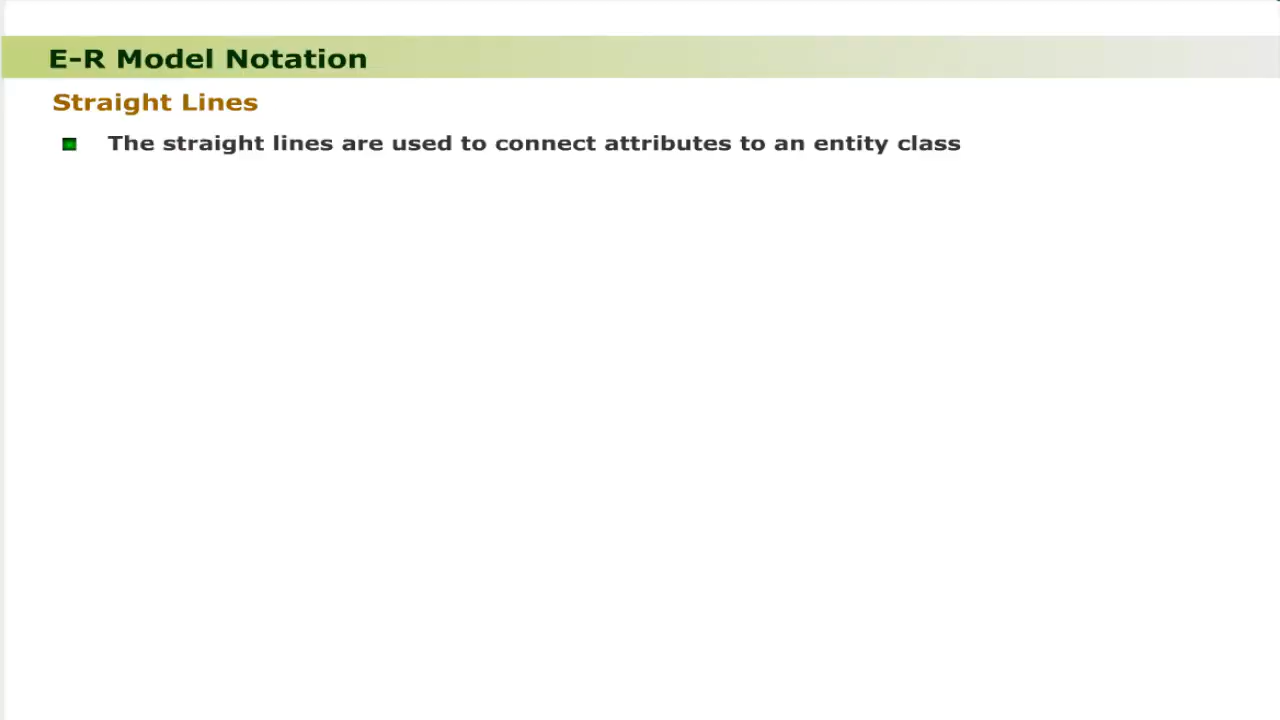 E-R Model Notation
Straight Lines
The straight lines are used to connect attributes to an entity class